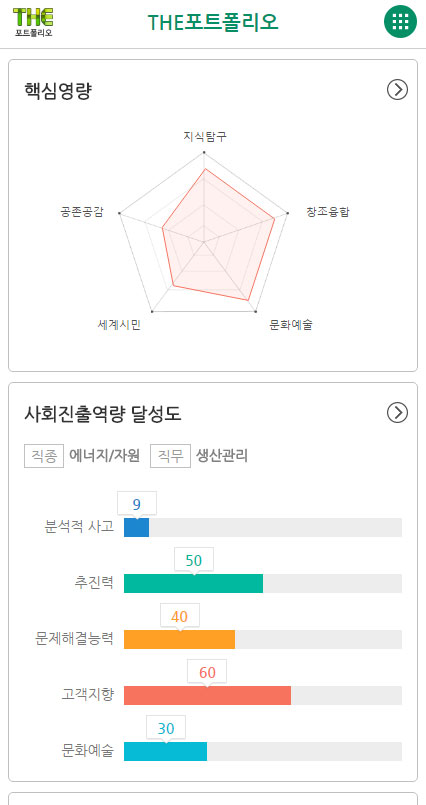 THE
포트폴리오
THE포트폴리오
핵심영량
지식탐구
공존공감
창조융합
세계시민
문화예술
사회진출역량 달성도
직종 에너지/자원 직무 생산관리
9
분석적 사고
50
추진력
40
문제해결능력
60
고객지향
30
문화예술